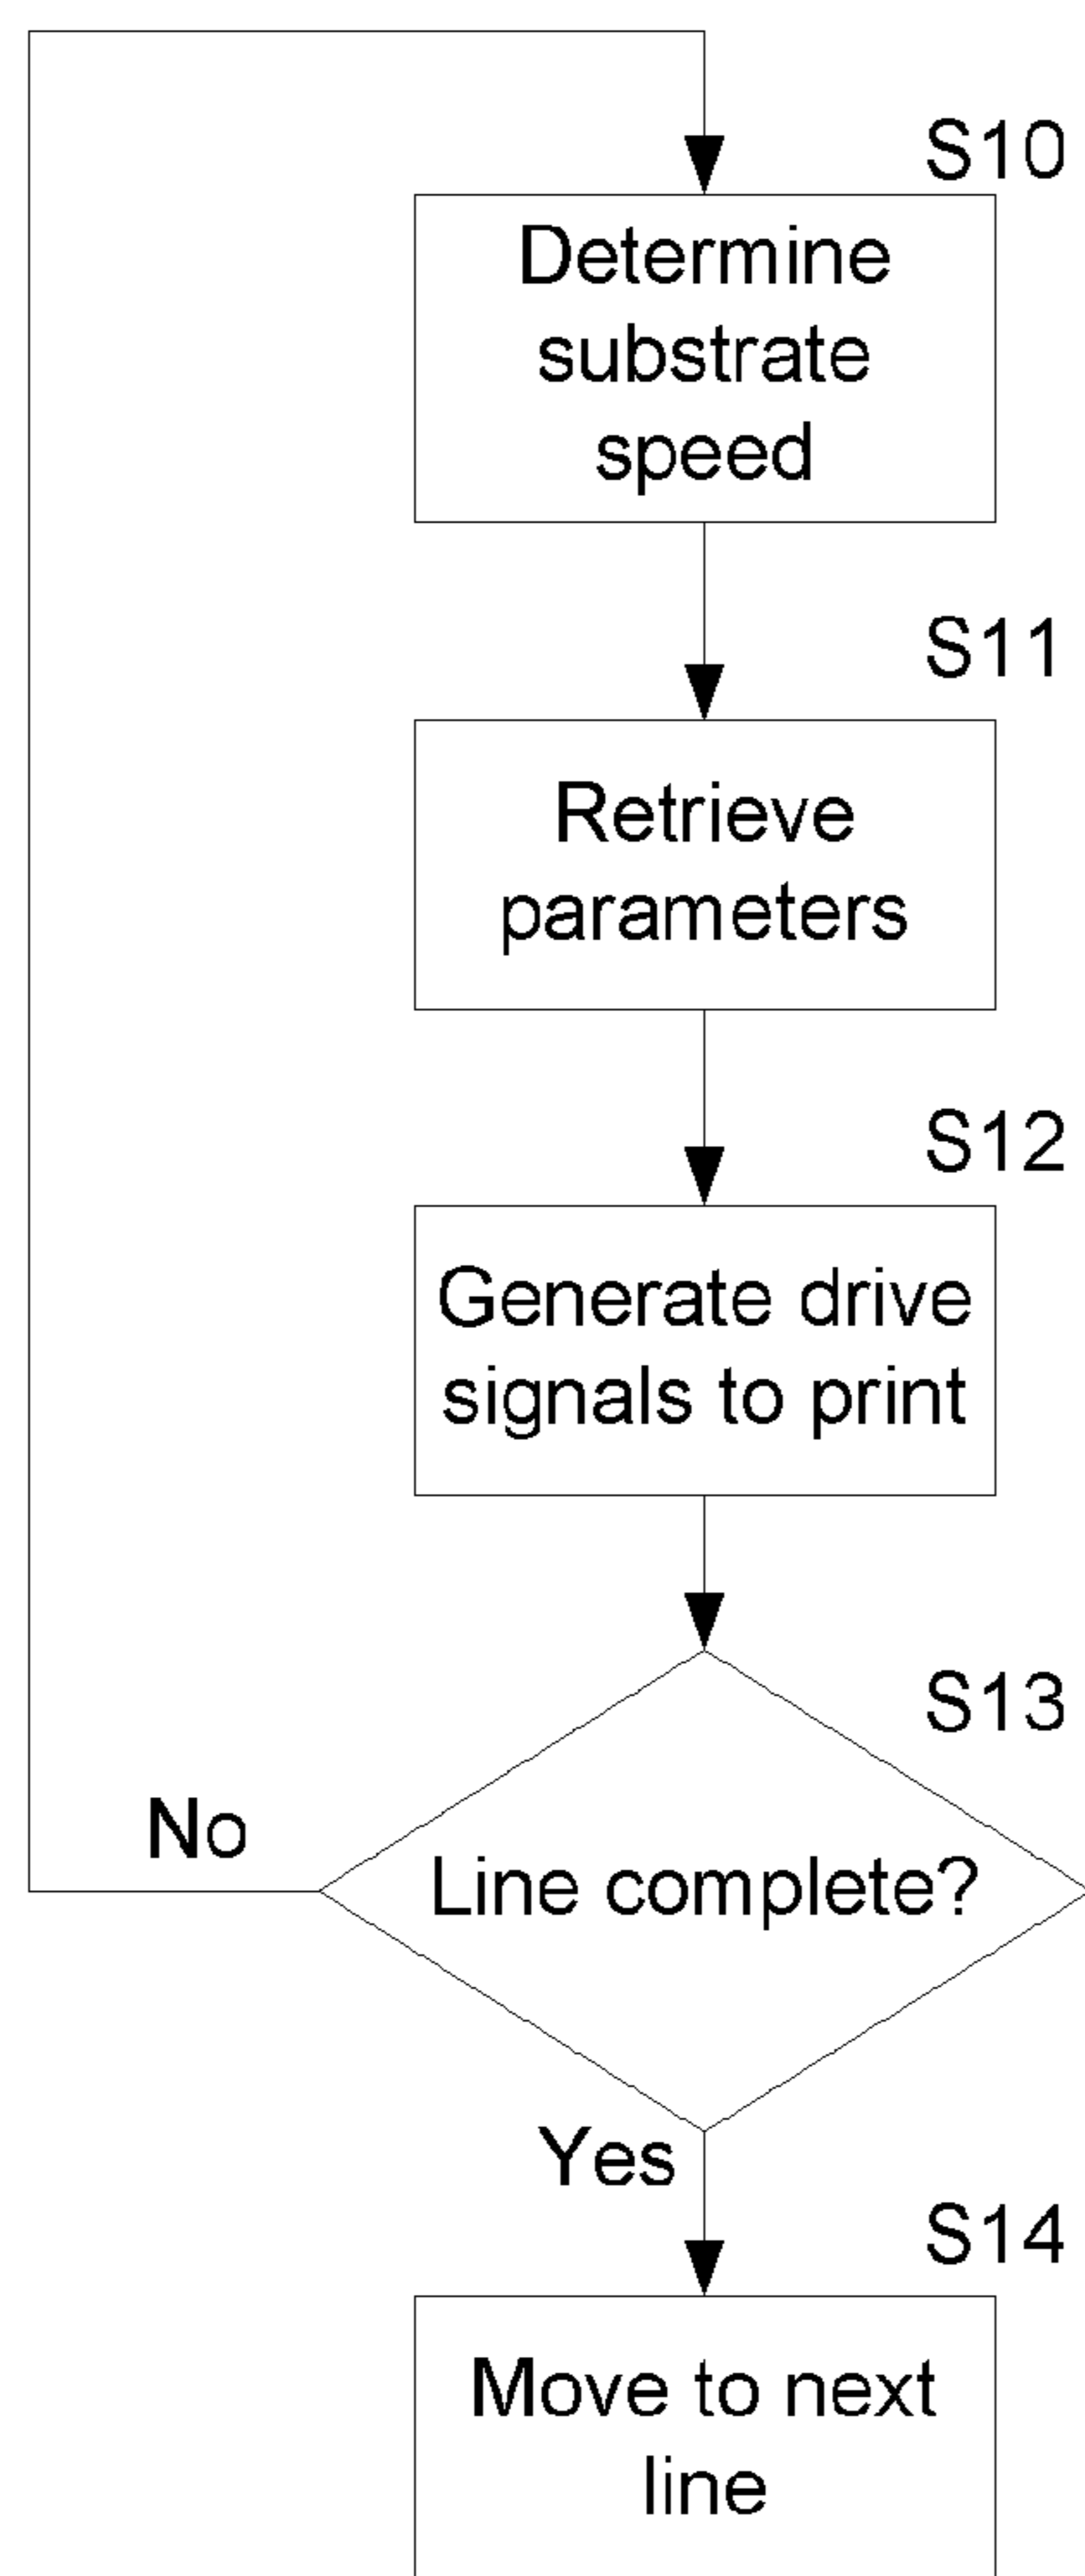 S10
Determine
substrate
speed
S11
Retrieve
parameters
S12
Generate drive
signals to print
S13
No
Line complete?
Yes
S14
Move to next
line